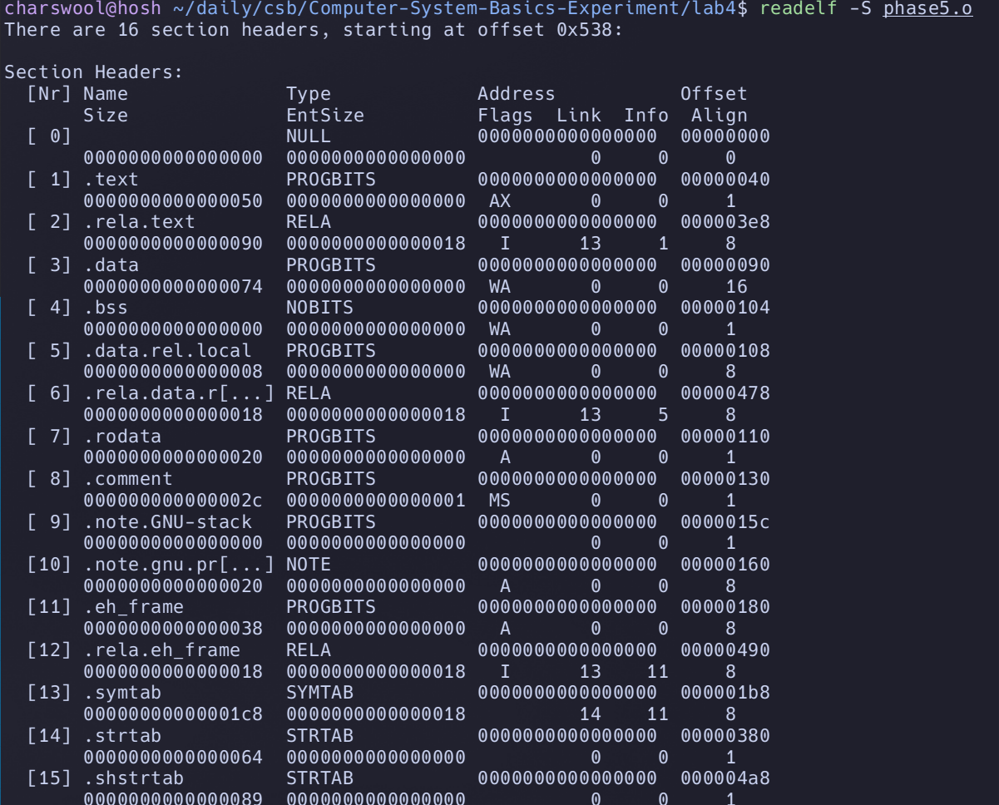 charswool@hosh ~/daily/csb/Computer-System-Basics-Experiment/lab4$ readelf -S phase5.o
There are 16 section headers, starting at offset 0x538:
Section Headers:
  [Nr] Name              Type             Address           Offset
       Size              EntSize          Flags  Link  Info  Align
  [ 0]                   NULL             0000000000000000  00000000
       0000000000000000  0000000000000000           0     0     0
  [ 1] .text             PROGBITS         0000000000000000  00000040
       0000000000000050  0000000000000000  AX       0     0     1
  [ 2] .rela.text        RELA             0000000000000000  000003e8
       0000000000000090  0000000000000018   I      13     1     8
  [ 3] .data             PROGBITS         0000000000000000  00000090
       0000000000000074  0000000000000000  WA       0     0     16
  [ 4] .bss              NOBITS           0000000000000000  00000104
       0000000000000000  0000000000000000  WA       0     0     1
  [ 5] .data.rel.local   PROGBITS         0000000000000000  00000108
       0000000000000008  0000000000000000  WA       0     0     8
  [ 6] .rela.data.r[...] RELA             0000000000000000  00000478
       0000000000000018  0000000000000018   I      13     5     8
  [ 7] .rodata           PROGBITS         0000000000000000  00000110
       0000000000000020  0000000000000000   A       0     0     1
  [ 8] .comment          PROGBITS         0000000000000000  00000130
       000000000000002c  0000000000000001  MS       0     0     1
  [ 9] .note.GNU-stack   PROGBITS         0000000000000000  0000015c
       0000000000000000  0000000000000000           0     0     1
  [10] .note.gnu.pr[...] NOTE             0000000000000000  00000160
       0000000000000020  0000000000000000   A       0     0     8
  [11] .eh_frame         PROGBITS         0000000000000000  00000180
       0000000000000038  0000000000000000   A       0     0     8
  [12] .rela.eh_frame    RELA             0000000000000000  00000490
       0000000000000018  0000000000000018   I      13    11     8
  [13] .symtab           SYMTAB           0000000000000000  000001b8
       00000000000001c8  0000000000000018          14    11     8
  [14] .strtab           STRTAB           0000000000000000  00000380
       0000000000000064  0000000000000000           0     0     1
  [15] .shstrtab         STRTAB           0000000000000000  000004a8
       0000000000000089  0000000000000000           0     0     1